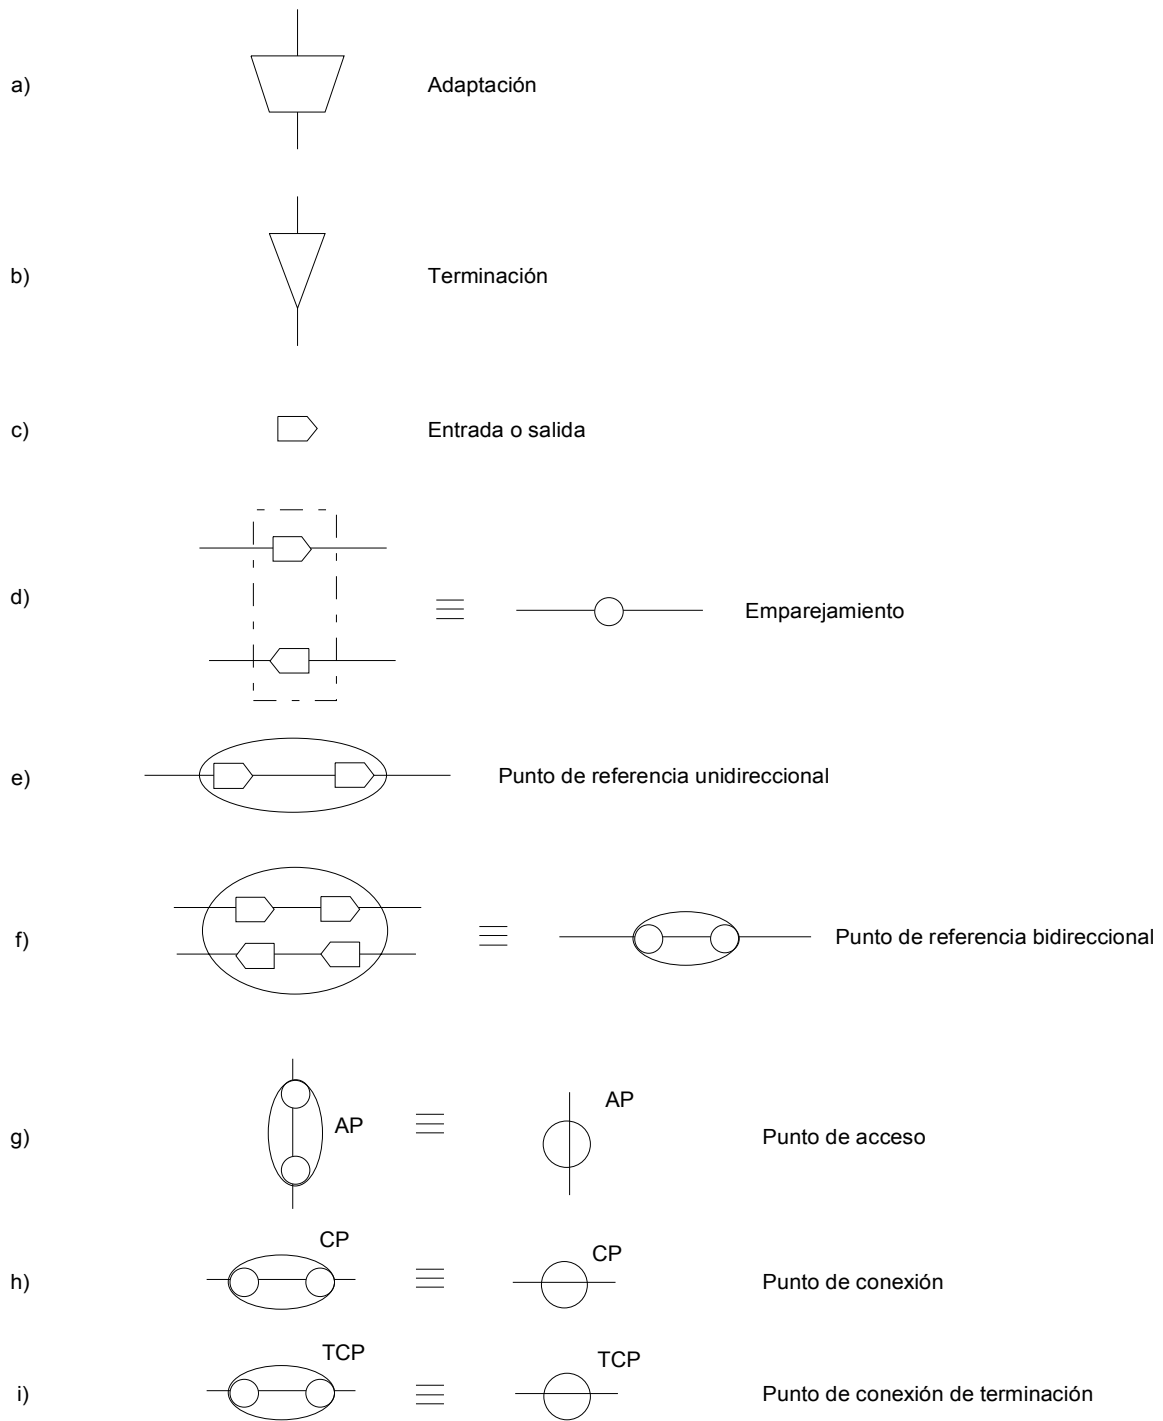 a) Adaptación
b) Terminación
c) Entrada o salida
d) Emparejamiento
e) Punto de referencia unidireccional
f) Punto de referencia bidireccional
g) AP AP Punto de acceso
CP CP
h) Punto de conexión
TCP TCP
i) Punto de conexión de terminación